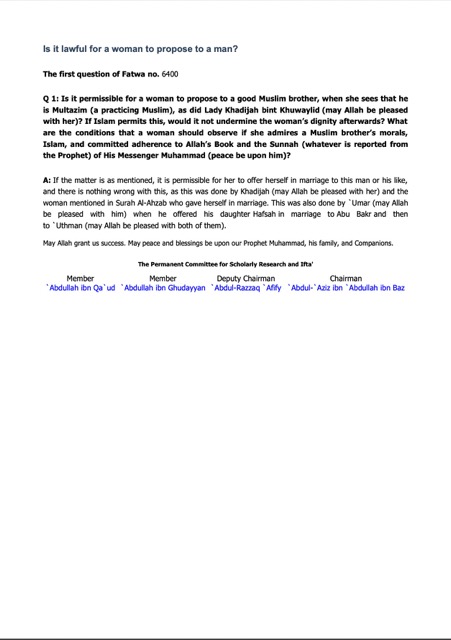 Is it lawful for a woman to propose to a man?
The first question of Fatwa no. 6400
Q 1: Is it permissible for a woman to propose to a good Muslim brother, when she sees that he
is Multazim (a practicing Muslim), as did Lady Khadijah bint Khuwaylid (may Allah be pleased
with her)? If Islam permits this, would it not undermine the woman's dignity afterwards? What
are the conditions that a woman should observe if she admires a Muslim brother's morals,
Islam, and committed adherence to Allah's Book and the Sunnah (whatever is reported from
the Prophet) of His Messenger Muhammad (peace be upon him)?
A: If the matter is as mentioned, it is permissible for her to offer herself in marriage to this man or his like,
and there is nothing wrong with this, as this was done by Khadijah (may Allah be pleased with her) and the
woman mentioned in Surah Al-Ahzab who gave herself in marriage. This was also done by `Umar (may Allah
be pleased with him) when he offered his daughter Hafsah in marriage to Abu Bakr and then
to `Uthman (may Allah be pleased with both of them).
May Allah grant us success. May peace and blessings be upon our Prophet Muhammad, his family, and Companions.
The Permanent Committee for Scholarly Research and Ifta'
Member Member Deputy Chairman Chairman
`Abdullah ibn Qa`ud `Abdullah ibn Ghudayyan `Abdul-Razzaq `Afify `Abdul-`Aziz ibn `Abdullah ibn Baz